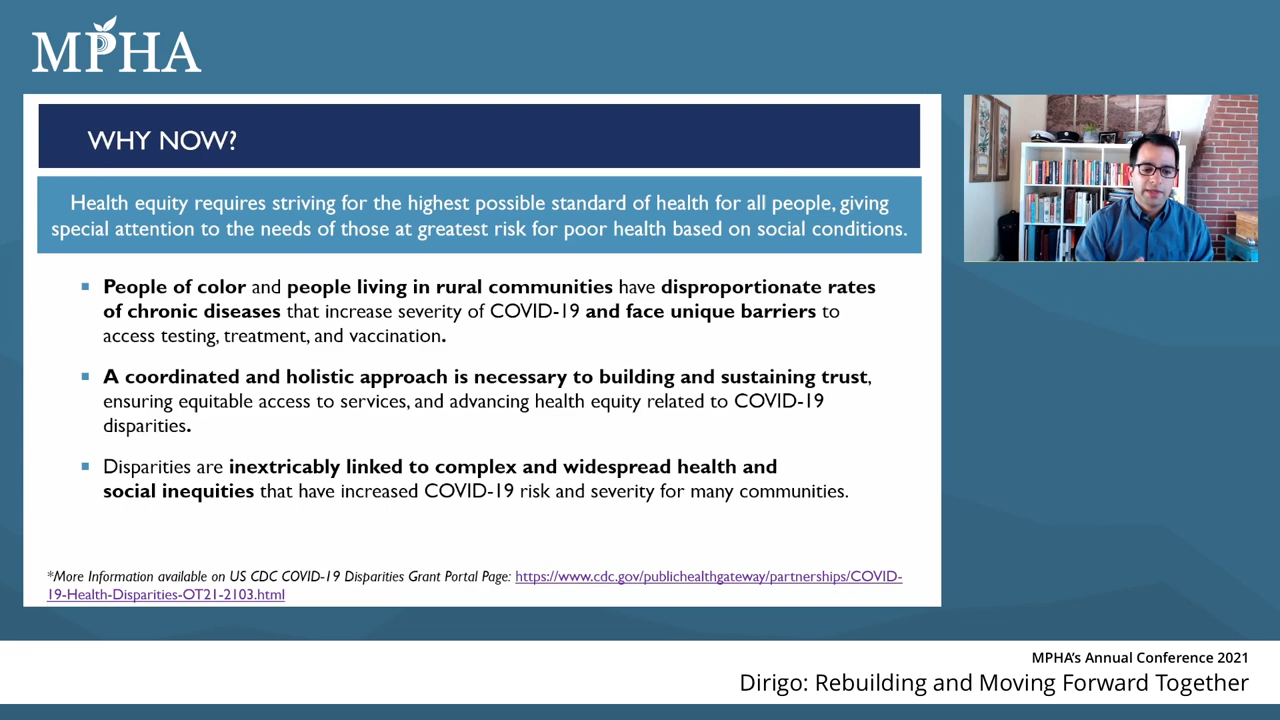 MPHA
WHY NOW?
Health equity requires striving for the highest possible standard of health for all people, giving
special attention to the needs of those at greatest risk for poor health based on social conditions.
People of color and people living in rural communities have disproportionate rates
of chronic diseases that increase severity of COVID-19 and face unique barriers to
access testing, treatment, and vaccination.
A coordinated and holistic approach is necessary to building and sustaining trust,
ensuring equitable access to services, and advancing health equity related to COVID-19
disparities.
Disparities are inextricably linked to complex and widespread health and
social inequities that have increased COVID-19 risk and severity for many communities.
*More Information available on US CDC COVID-19 Disparities Grant Portal Page: https://www.cdc.gov/publichealthgateway/partnerships/COVID-
19-Health-Disparities-OT21-2103.html
MPHA's Annual Conference 2021
Dirigo: Rebuilding and Moving Forward Together